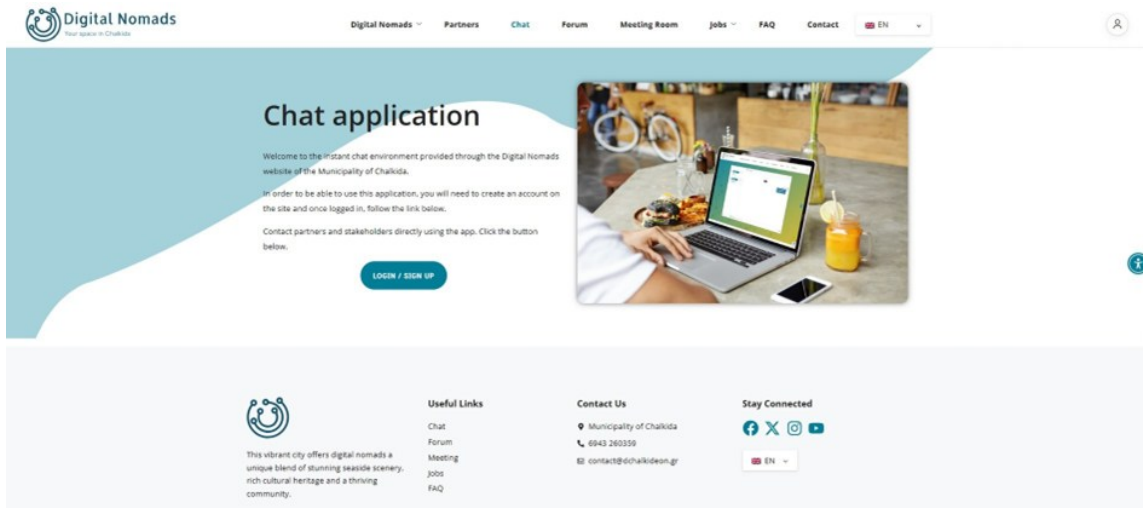 Digital Nomads
Your space in Chalkida
Digital Nomads
Partners
Chat
Forum
Meeting Room
Jobs
FAQ
Contact
EN
Chat application
Welcome to the instant chat environment provided through the Digital Nomads
website of the Municipality of Chalkida.
In order to be able to use this application, you will need to create an account on
the site and once logged in, follow the link below.
Contact partners and stakeholders directly using the app. Click the button
below.
LOGIN / SIGN UP
This vibrant city offers digital nomads a
unique blend of stunning seaside scenery,
rich cultural heritage and a thriving
community.
Useful Links
Chat
Forum
Meeting
Jobs
FAQ
Contact Us
Municipality of Chalkida
6943 260359
contact@dchalkideon.gr
Stay Connected
EN